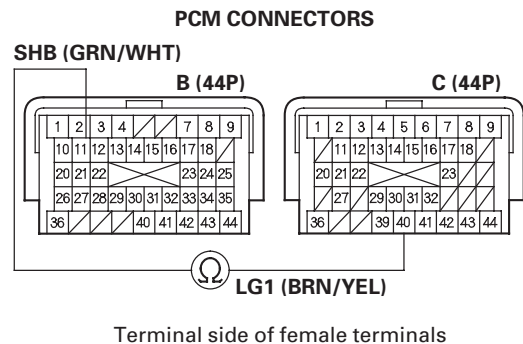 PCM CONNECTORS
SHB (GRN/WHT)
B (44P)
C (44P)
1 2 3 4 7 8 9
10 11 12 13 14 15 16 17 18
20 21 22 23 24 25
26 27 28 29 30 31 32 33 34 35
36 40 41 42 43 44
1 2 3 4 5 6 7 8 9
11 12 13 14 15 16 17 18
20 21 22 23
27 29 30 31 32
36 39 40 41 42 43 44
Ω
LG1 (BRN/YEL)
Terminal side of female terminals